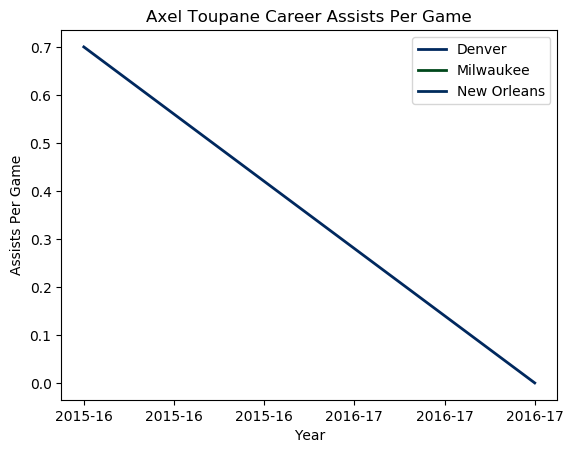 Axel Toupane Career Assists Per Game
Denver
Milwaukee
New Orleans
0.7
0.6
0.5
0.4
0.3
0.2
0.1
0.0
Assists Per Game
2015-16 2015-16 2015-16 2016-17 2016-17 2016-17
Year